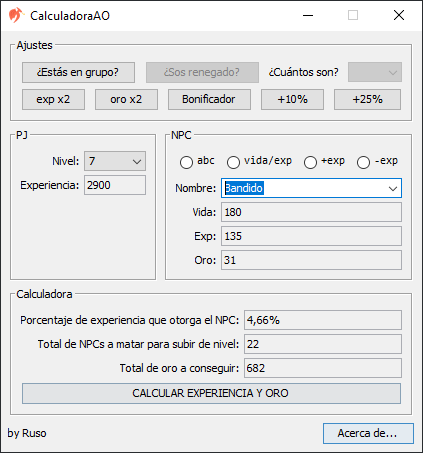 CalculadoraAO
Ajustes
¿Estás en grupo? ¿Sos renegado? ¿Cuántos son?
exp x2 oro x2 Bonificador +10% +25%
PJ
Nivel: 7
Experiencia: 2900
NPC
abc vida/exp +exp -exp
Nombre: Bandido
Vida: 180
Exp: 135
Oro: 31
Calculadora
Porcentaje de experiencia que otorga el NPC: 4,66%
Total de NPCs a matar para subir de nivel: 22
Total de oro a conseguir: 682
CALCULAR EXPERIENCIA Y ORO
by Ruso Acerca de...